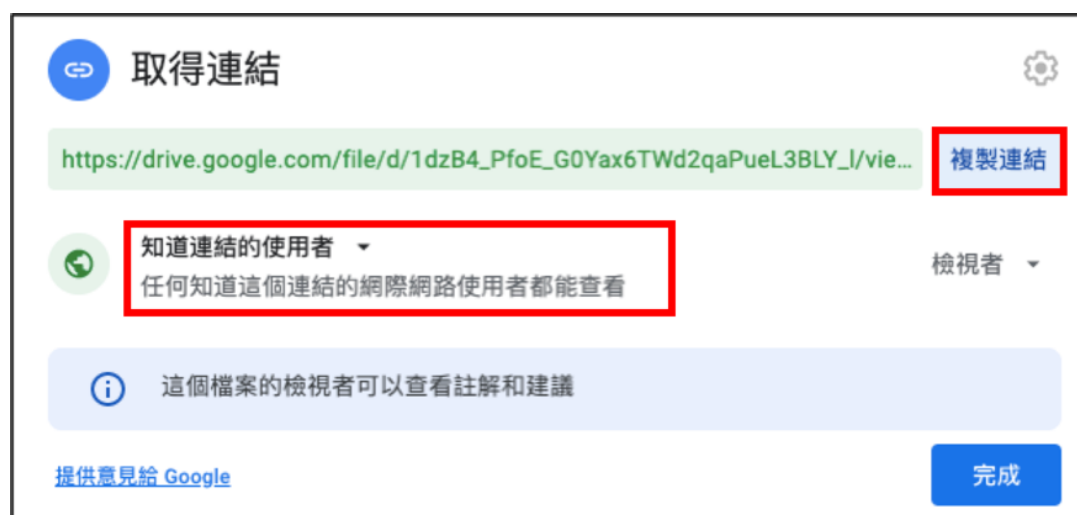 取得連結
https://drive.google.com/file/d/1dzB4_PfoE_G0Yax6TWd2qaPueL3BLY_l/vie...
複製連結
知道連結的使用者
任何知道這個連結的網際網路使用者都能查看
檢視者
這個檔案的檢視者可以查看註解和建議
提供意見給 Google
完成